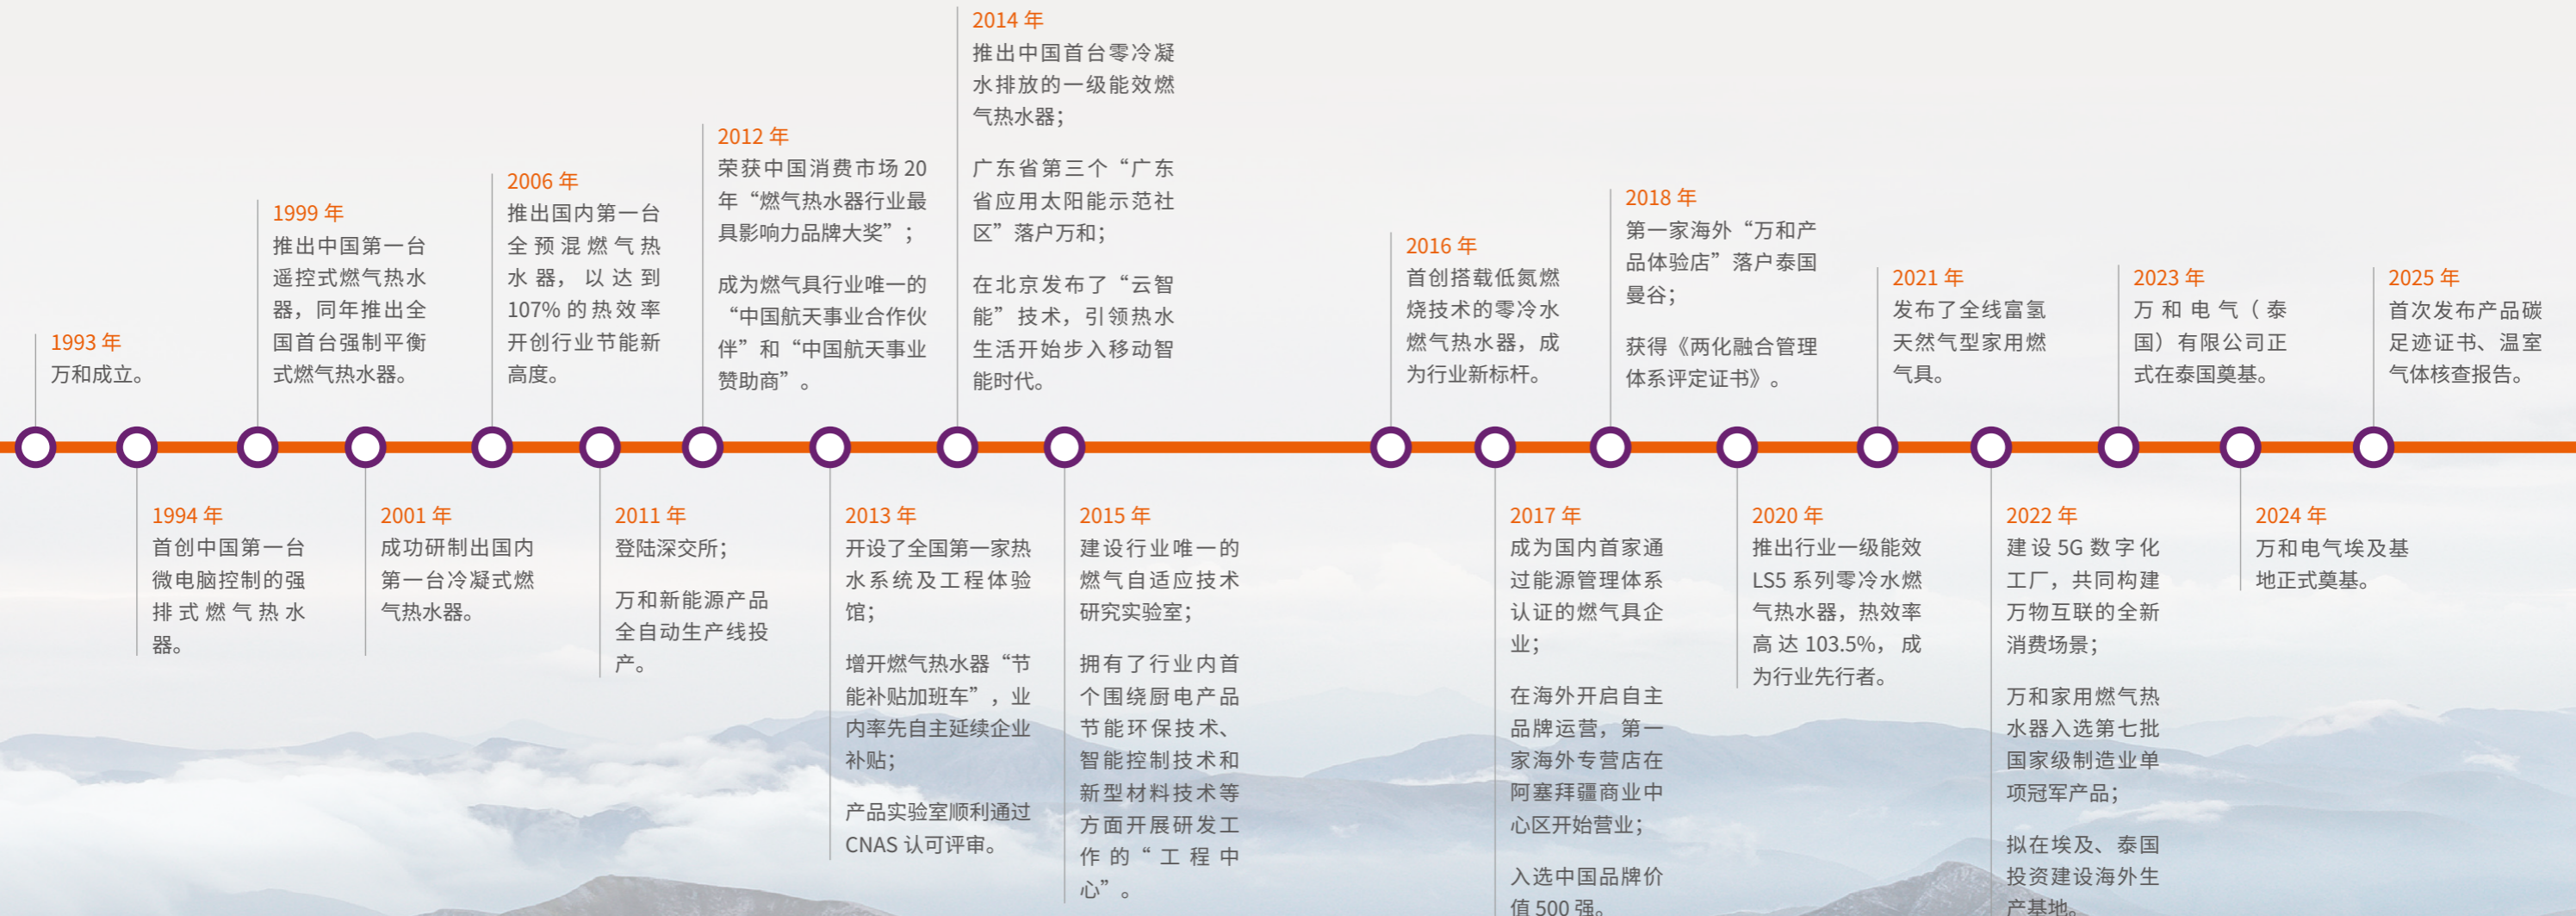 1993 年
万和成立。
1994 年
首创中国第一台
微电脑控制的强
排式燃气热水
器。
1999 年
推出中国第一台
遥控式燃气热水
器，同年推出全
国首台强制平衡
式燃气热水器。
2001 年
成功研制出国内
第一台冷凝式燃
气热水器。
2006 年
推出国内第一台
全预混燃气热
水器，以达到
107% 的热效率
开创行业节能新
高度。
2011 年
登陆深交所；
万和新能源产品
全自动生产线投
产。
2012 年
荣获中国消费市场 20
年“燃气热水器行业最
具影响力品牌大奖”；
成为燃气具行业唯一的
“中国航天事业合作伙
伴”和“中国航天事业
赞助商”。
2013 年
开设了全国第一家热
水系统及工程体验
馆；
增开燃气热水器“节
能补贴加班车”，业
内率先自主延续企业
补贴；
产品实验室顺利通过
CNAS 认可评审。
2014 年
推出中国首台零冷凝
水排放的一级能效燃
气热水器；
广东省第三个“广东
省应用太阳能示范社
区”落户万和；
在北京发布了“云智
能”技术，引领热水
生活开始步入移动智
能时代。
2015 年
建设行业唯一的
燃气自适应技术
研究实验室；
拥有了行业内首
个围绕厨电产品
节能环保技术、
智能控制技术和
新型材料技术等
方面开展研发工
作的“工程中
心”。
2016 年
首创搭载低氮燃
烧技术的零冷水
燃气热水器，成
为行业新标杆。
2017 年
成为国内首家通
过能源管理体系
认证的燃气具企
业；
在海外开启自主
品牌运营，第一
家海外专营店在
阿塞拜疆商业中
心区开始营业；
入选中国品牌价
值 500 强。
2018 年
第一家海外“万和产
品体验店”落户泰国
曼谷；
获得《两化融合管理
体系评定证书》。
2020 年
推出行业一级能效
LS5 系列零冷水燃
气热水器，热效率
高达 103.5%，成
为行业先行者。
2021 年
发布了全线富氢
天然气型家用燃
气具。
2022 年
建设 5G 数字化
工厂，共同构建
万物互联的全新
消费场景；
万和家用燃气热
水器入选第七批
国家级制造业单
项冠军产品；
拟在埃及、泰国
投资建设海外生
产基地。
2023 年
万和电气（泰
国）有限公司正
式在泰国奠基。
2024 年
万和电气埃及基
地正式奠基。
2025 年
首次发布产品碳
足迹证书、温室
气体核查报告。